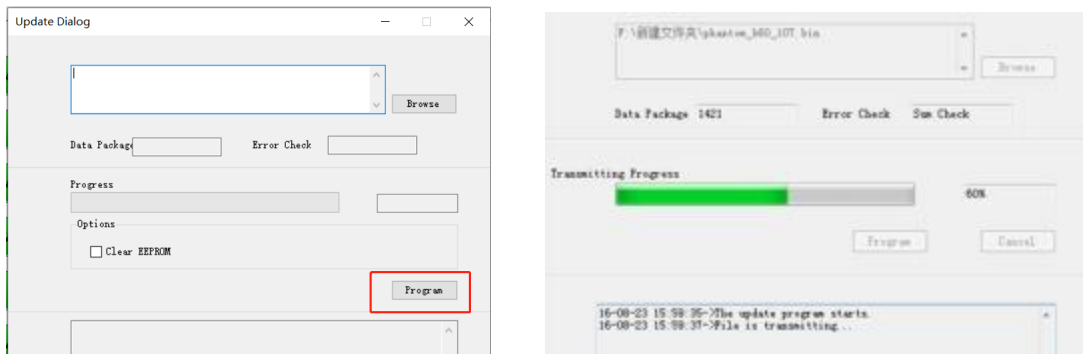 Update Dialog
Browse
Data Package
Error Check
Progress
Options
Clear EEPROM
Program
F:\新建文件夹\phantom_h60_107.bin
Browse
Data Package 1421
Error Check Sum Check
Transmitting Progress
60%
Program
Cancel
16-08-23 15:58:35->The update program starts.
16-08-23 15:58:37->File is transmitting...